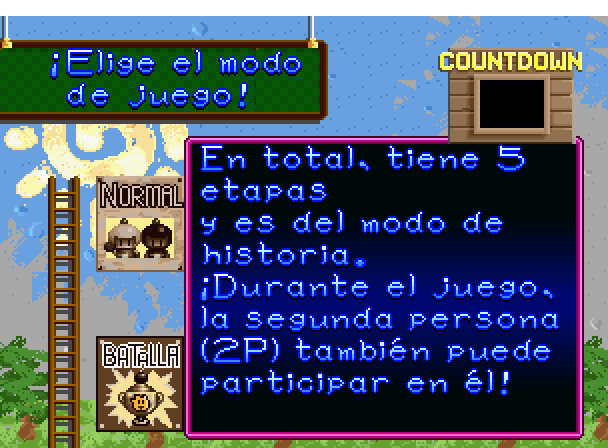 ¡Elige el modo
de juego!
COUNTDOWN
En total, tiene 5
etapas
y es del modo de
historia.
¡Durante el juego,
la segunda persona
(2P) también puede
participar en él!
NORMAL
BATALLA